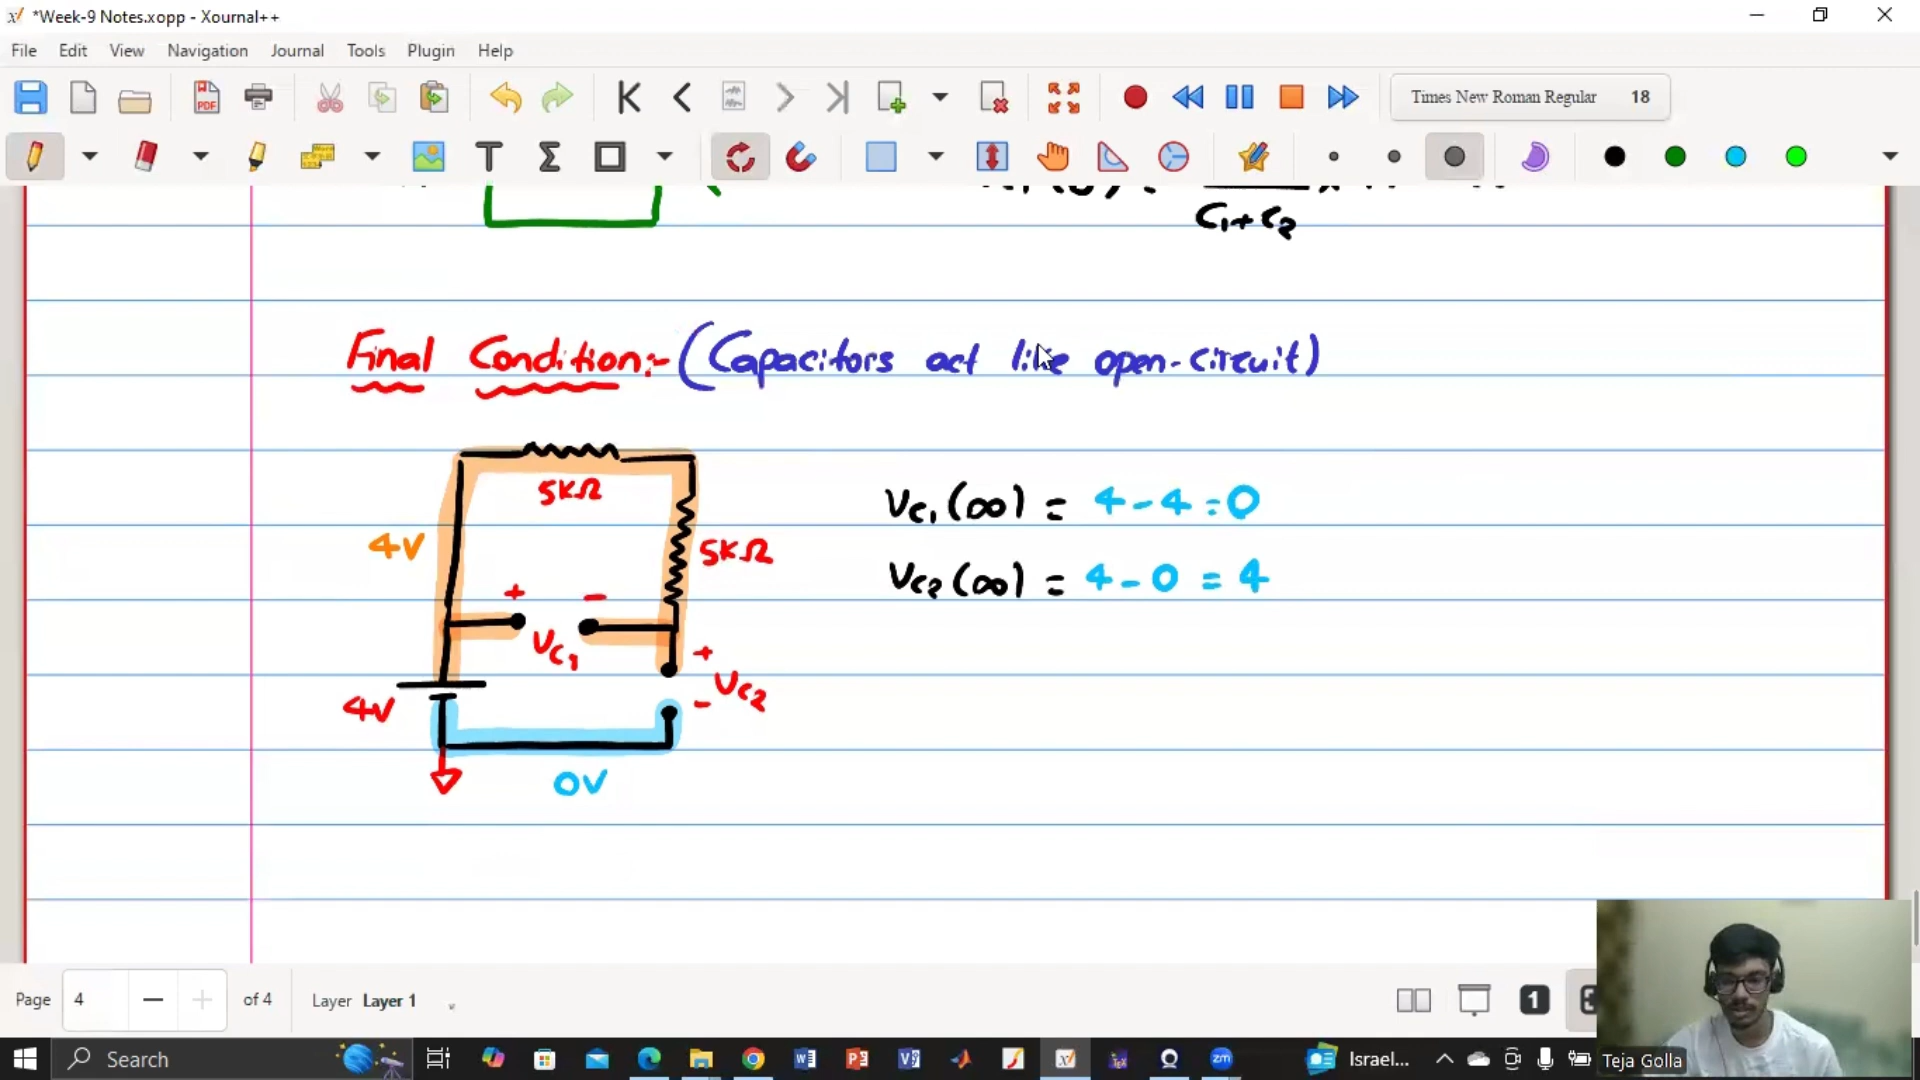 *Week-9 Notes.xopp - Xournal++
File Edit View Navigation Journal Tools Plugin Help
Times New Roman Regular 18
C₁+C₂
Final Condition:- (Capacitors act like open-circuit)
5KΩ
4V
5KΩ
+ -
Vc₁
+
Vc₂
-
4V
0V
Vc₁(∞) = 4-4=0
Vc₂(∞) = 4-0 = 4
Page 4 of 4 Layer Layer 1
1
Search
Israel...
Teja Golla